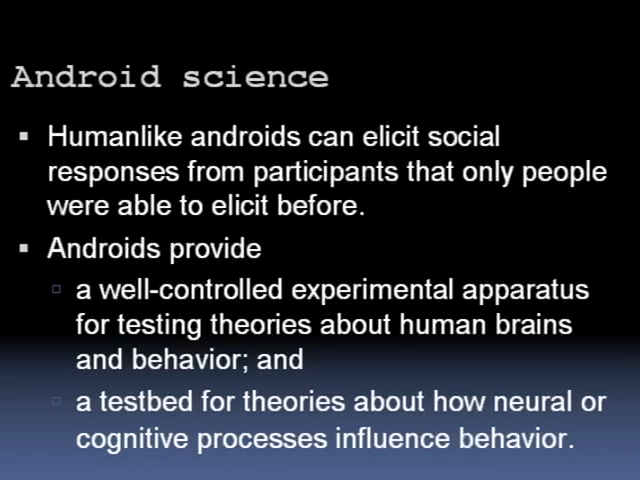 Android science
▪ Humanlike androids can elicit social
responses from participants that only people
were able to elicit before.
▪ Androids provide
▫ a well-controlled experimental apparatus
for testing theories about human brains
and behavior; and
▫ a testbed for theories about how neural or
cognitive processes influence behavior.